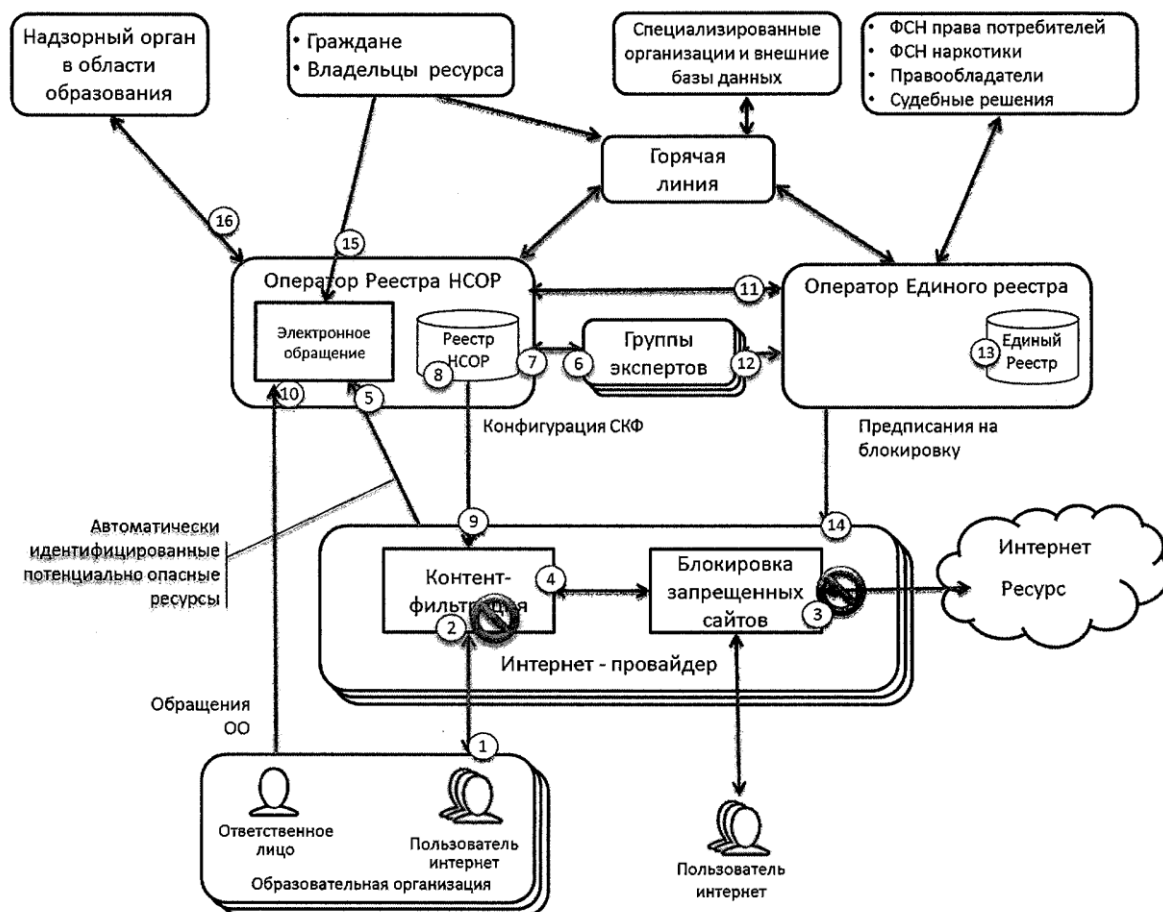 Надзорный орган
в области
образования
• Граждане
• Владельцы ресурса
Специализированные
организации и внешние
базы данных
• ФСН права потребителей
• ФСН наркотики
• Правообладатели
• Судебные решения
Горячая
линия
16
15
Оператор Реестра НСОР
11
Оператор Единого реестра
Электронное
обращение
Реестр
НСОР
8
7
6
Группы
экспертов
12
13
Единый
Реестр
10
5
Конфигурация СКФ
Предписания на
блокировку
Автоматически
идентифицированные
потенциально опасные
ресурсы
9
14
Контент-
фильтрация
2
4
Блокировка
запрещенных
сайтов
3
Интернет
Ресурс
Интернет - провайдер
Обращения
ОО
1
Ответственное
лицо
Пользователь
интернет
Образовательная организация
Пользователь
интернет